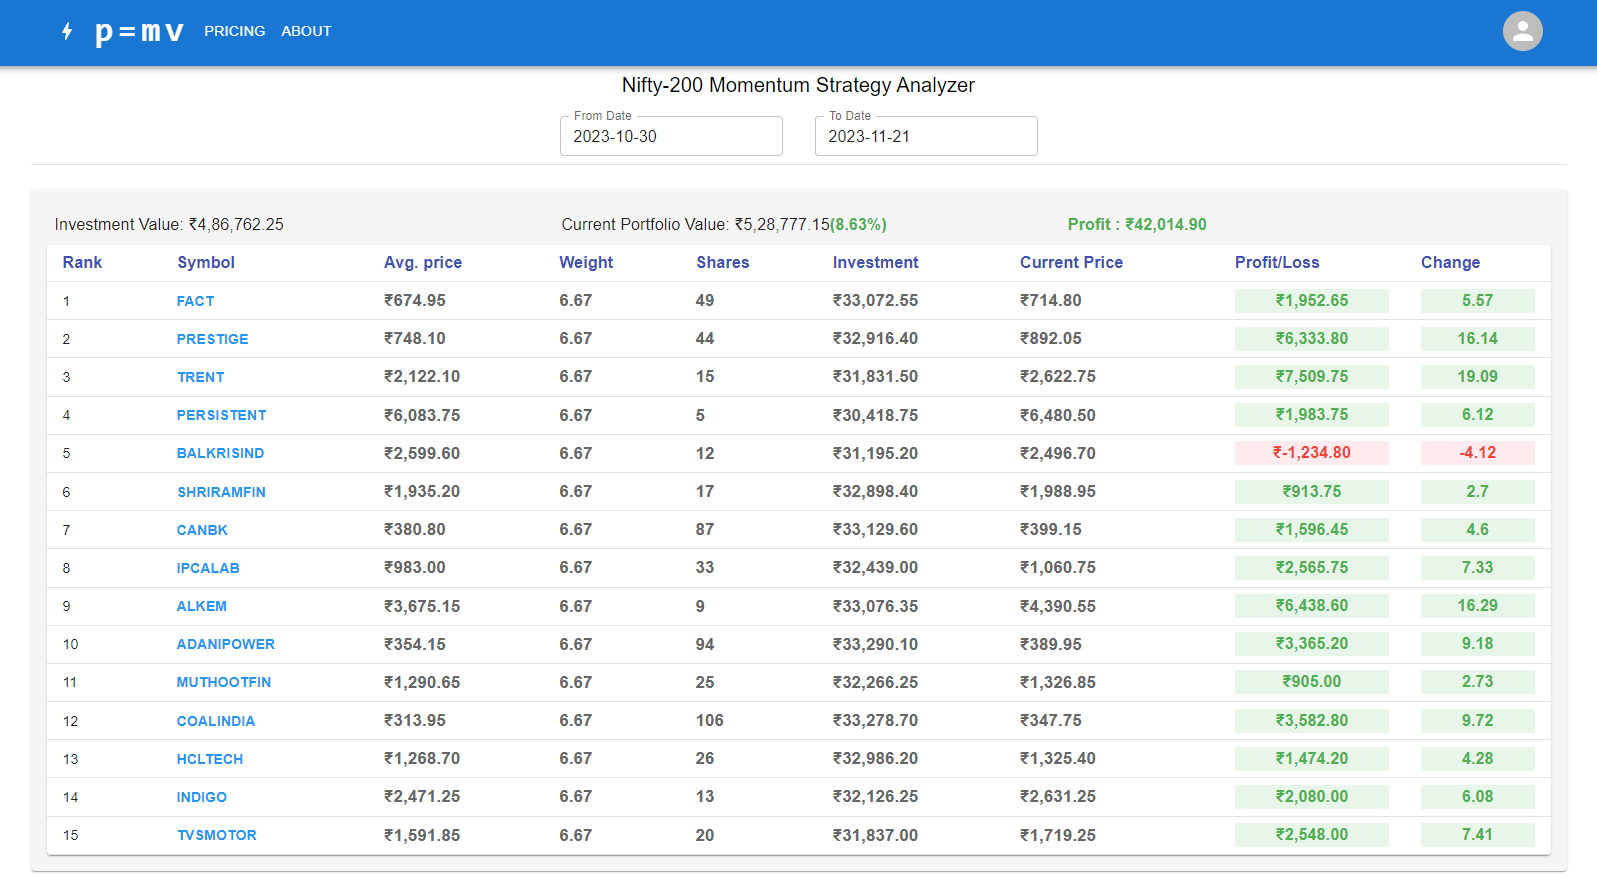 p=mv PRICING ABOUT
Nifty-200 Momentum Strategy Analyzer
From Date To Date
2023-10-30 2023-11-21
Investment Value: ₹4,86,762.25 Current Portfolio Value: ₹5,28,777.15(8.63%) Profit : ₹42,014.90
Rank Symbol Avg. price Weight Shares Investment Current Price Profit/Loss Change
1 FACT ₹674.95 6.67 49 ₹33,072.55 ₹714.80 ₹1,952.65 5.57
2 PRESTIGE ₹748.10 6.67 44 ₹32,916.40 ₹892.05 ₹6,333.80 16.14
3 TRENT ₹2,122.10 6.67 15 ₹31,831.50 ₹2,622.75 ₹7,509.75 19.09
4 PERSISTENT ₹6,083.75 6.67 5 ₹30,418.75 ₹6,480.50 ₹1,983.75 6.12
5 BALKRISIND ₹2,599.60 6.67 12 ₹31,195.20 ₹2,496.70 ₹-1,234.80 -4.12
6 SHRIRAMFIN ₹1,935.20 6.67 17 ₹32,898.40 ₹1,988.95 ₹913.75 2.7
7 CANBK ₹380.80 6.67 87 ₹33,129.60 ₹399.15 ₹1,596.45 4.6
8 IPCALAB ₹983.00 6.67 33 ₹32,439.00 ₹1,060.75 ₹2,565.75 7.33
9 ALKEM ₹3,675.15 6.67 9 ₹33,076.35 ₹4,390.55 ₹6,438.60 16.29
10 ADANIPOWER ₹354.15 6.67 94 ₹33,290.10 ₹389.95 ₹3,365.20 9.18
11 MUTHOOTFIN ₹1,290.65 6.67 25 ₹32,266.25 ₹1,326.85 ₹905.00 2.73
12 COALINDIA ₹313.95 6.67 106 ₹33,278.70 ₹347.75 ₹3,582.80 9.72
13 HCLTECH ₹1,268.70 6.67 26 ₹32,986.20 ₹1,325.40 ₹1,474.20 4.28
14 INDIGO ₹2,471.25 6.67 13 ₹32,126.25 ₹2,631.25 ₹2,080.00 6.08
15 TVSMOTOR ₹1,591.85 6.67 20 ₹31,837.00 ₹1,719.25 ₹2,548.00 7.41